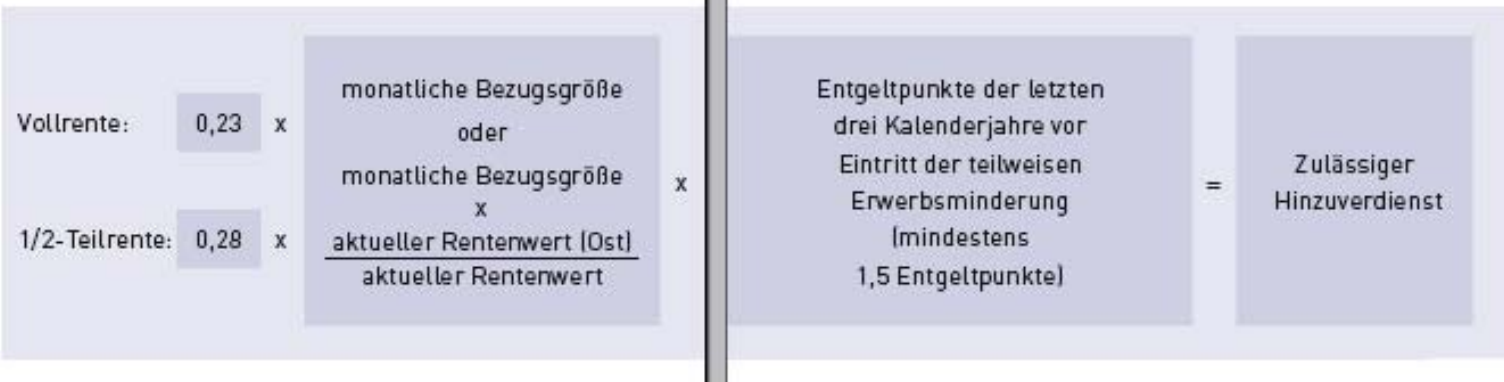 Vollrente: 0,23 x
1/2-Teilrente: 0,28 x
monatliche Bezugsgröße
oder
monatliche Bezugsgröße
x
aktueller Rentenwert (Ost)
aktueller Rentenwert
x
Entgeltpunkte der letzten
drei Kalenderjahre vor
Eintritt der teilweisen
Erwerbsminderung
(mindestens
1,5 Entgeltpunkte)
=
Zulässiger
Hinzuverdienst